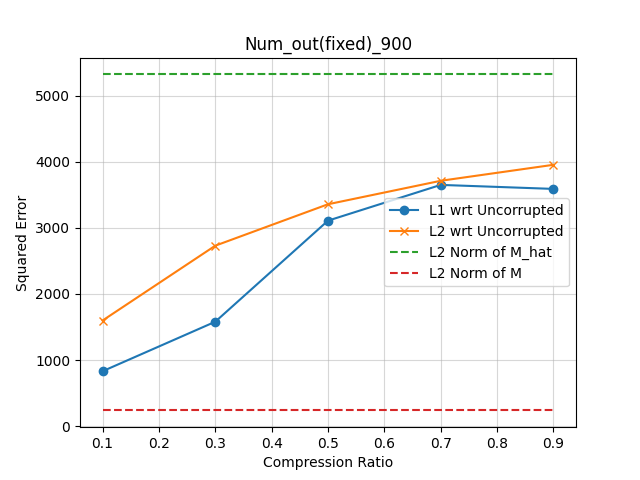 Num_out(fixed)_900
Squared Error
5000
4000
3000
2000
1000
0
L1 wrt Uncorrupted
L2 wrt Uncorrupted
L2 Norm of M_hat
L2 Norm of M
0.1 0.2 0.3 0.4 0.5 0.6 0.7 0.8 0.9
Compression Ratio